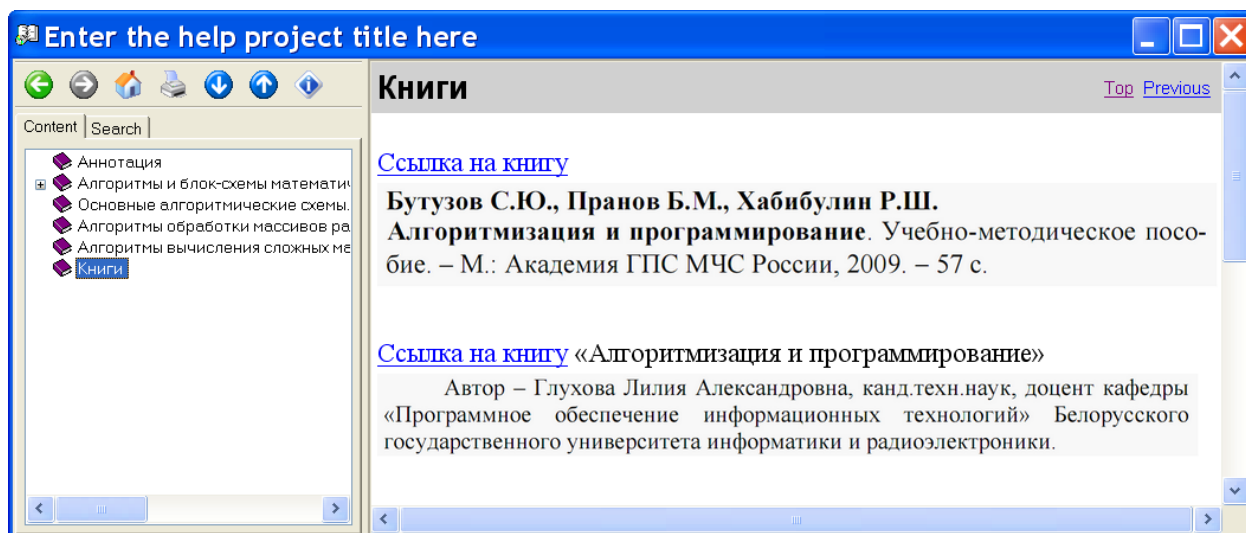 Enter the help project title here
Content Search
Аннотация
Алгоритмы и блок-схемы математич
Основные алгоритмические схемы.
Алгоритмы обработки массивов ра
Алгоритмы вычисления сложных ма
Книги
Книги
Top Previous
Ссылка на книгу
Бутузов С.Ю., Пранов Б.М., Хабибулин Р.Ш.
Алгоритмизация и программирование. Учебно-методическое посо-
бие. – М.: Академия ГПС МЧС России, 2009. – 57 с.
Ссылка на книгу «Алгоритмизация и программирование»
Автор – Глухова Лилия Александровна, канд.техн.наук, доцент кафедры
«Программное обеспечение информационных технологий» Белорусского
государственного университета информатики и радиоэлектроники.